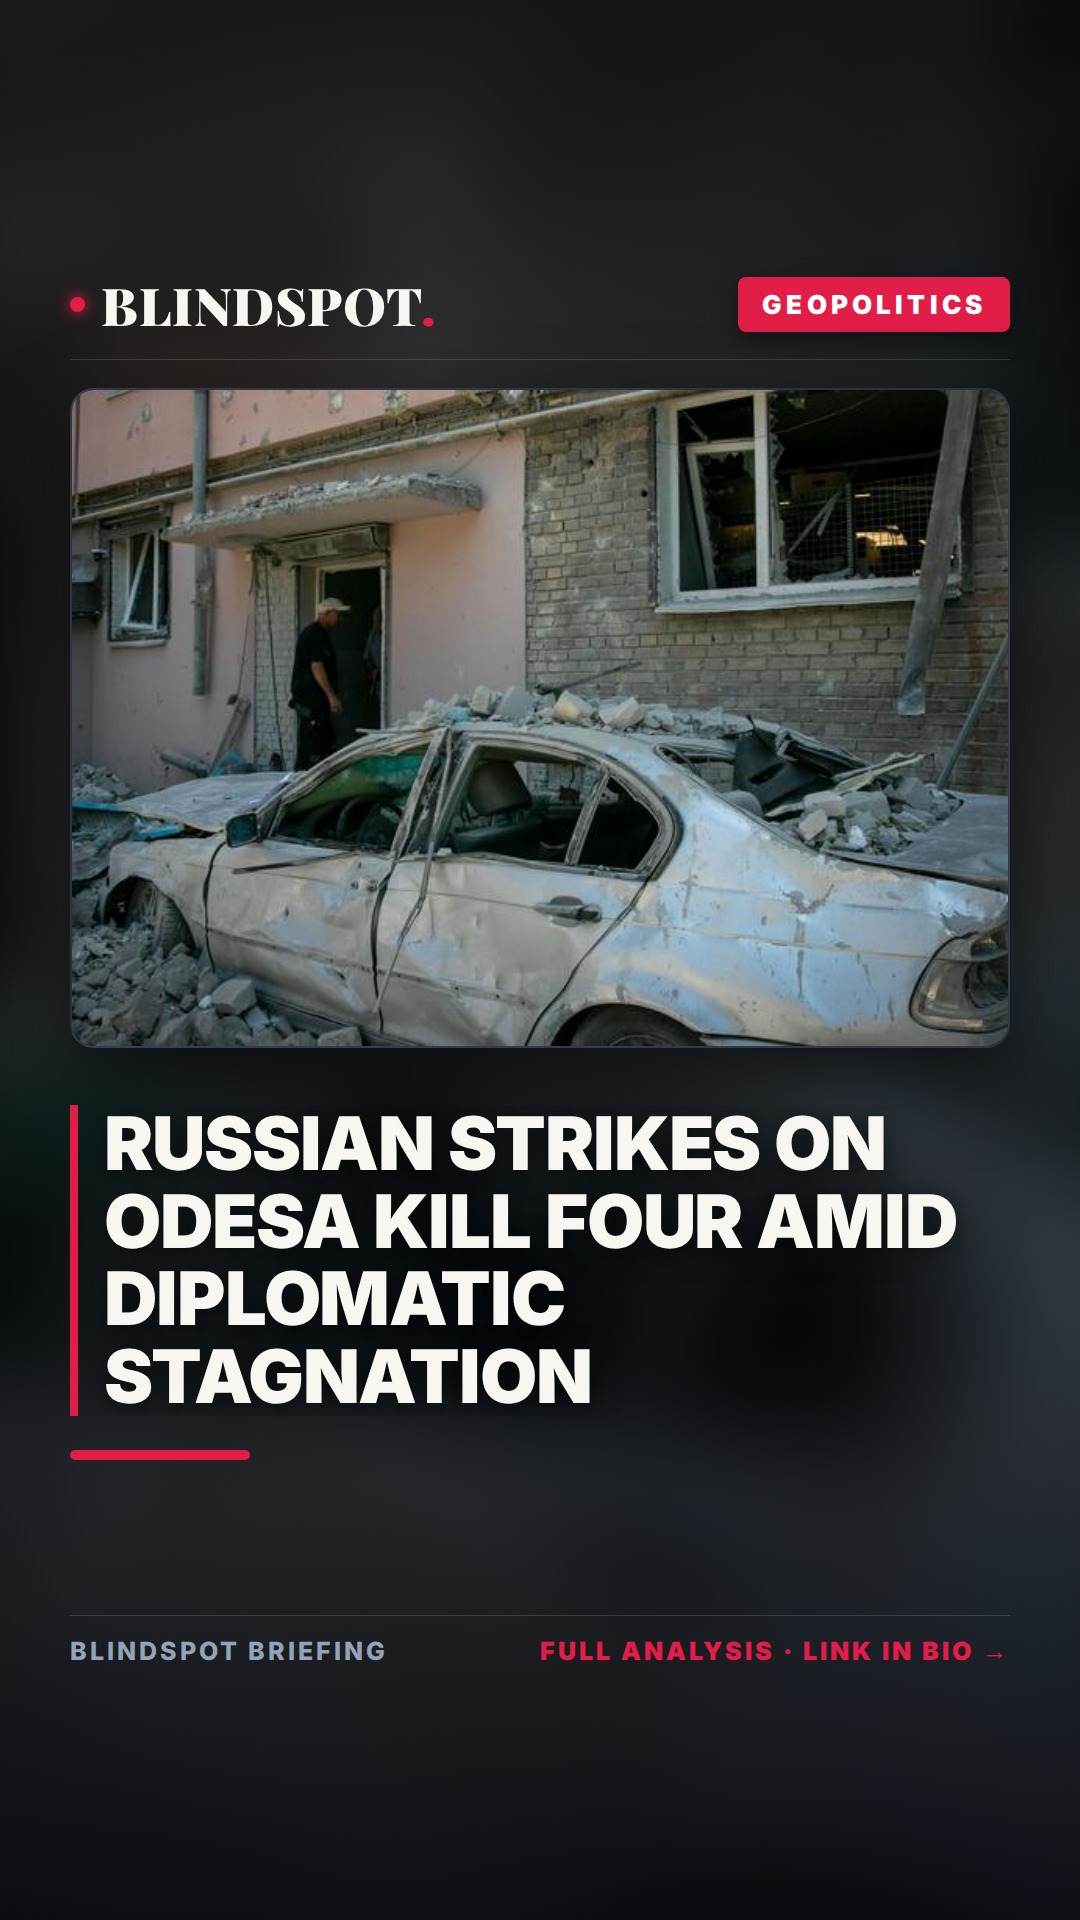 BLINDSPOT.
GEOPOLITICS
RUSSIAN STRIKES ON
ODESA KILL FOUR AMID
DIPLOMATIC
STAGNATION
BLINDSPOT BRIEFING
FULL ANALYSIS · LINK IN BIO →